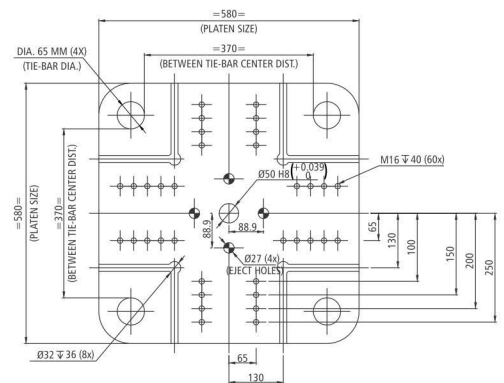 =580=
(PLATEN SIZE)
=370=
(BETWEEN TIE-BAR CENTER DIST.)
DIA. 65 MM (4X)
(TIE-BAR DIA.)
Ø50 H8(+0.039 0)
M16 ↧ 40 (60x)
=580=
(PLATEN SIZE)
=370=
(BETWEEN TIE-BAR CENTER DIST.)
88.9
88.9
Ø27 (4x)
(EJECT HOLES)
65
130
100
150
200
250
Ø32 ↧ 36 (8x)
65
130